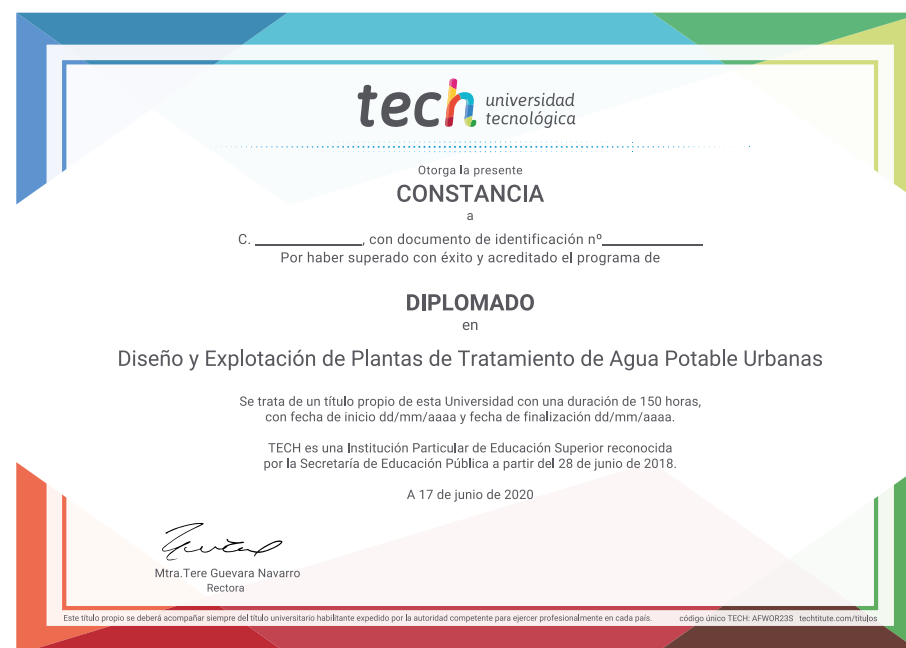 tech universidad
tecnológica
Otorga la presente
CONSTANCIA
a
C. ______________, con documento de identificación nº_____________
Por haber superado con éxito y acreditado el programa de
DIPLOMADO
en
Diseño y Explotación de Plantas de Tratamiento de Agua Potable Urbanas
Se trata de un título propio de esta Universidad con una duración de 150 horas,
con fecha de inicio dd/mm/aaaa y fecha de finalización dd/mm/aaaa.
TECH es una Institución Particular de Educación Superior reconocida
por la Secretaría de Educación Pública a partir del 28 de junio de 2018.
A 17 de junio de 2020
Mtra.Tere Guevara Navarro
Rectora
Este título propio se deberá acompañar siempre del título universitario habilitante expedido por la autoridad competente para ejercer profesionalmente en cada país. código único TECH: AFWOR23S techtitute.com/titulos